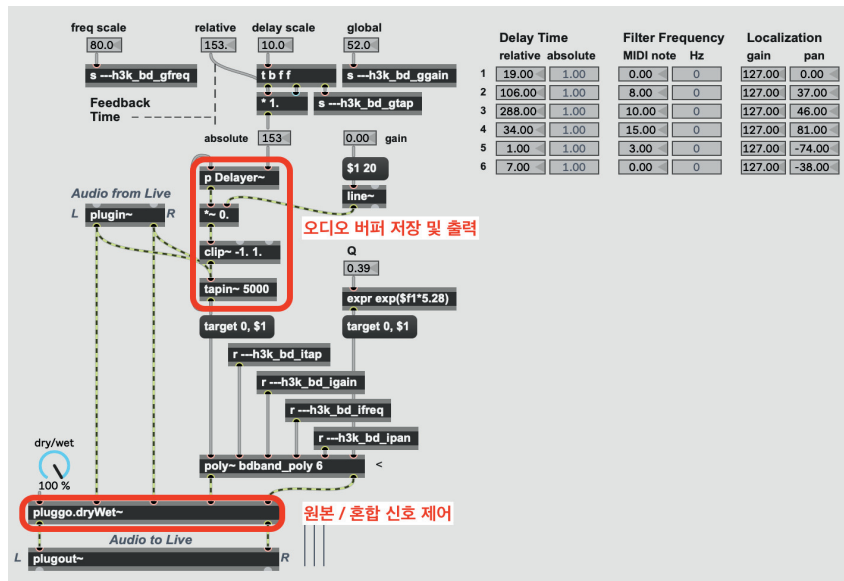 freq scale
80.0
relative
153.
delay scale
10.0
global
52.0
s ---h3k_bd_gfreq
t b f f
s ---h3k_bd_ggain
Feedback
Time
* 1.
s ---h3k_bd_gtap
absolute
153
0.00
gain
p Delayer~
$1 20
Audio from Live
L
plugin~
R
*~ 0.
line~
오디오 버퍼 저장 및 출력
clip~ -1. 1.
Q
0.39
tapin~ 5000
expr exp($f1*5.28)
target 0, $1
target 0, $1
r ---h3k_bd_itap
r ---h3k_bd_igain
r ---h3k_bd_ifreq
r ---h3k_bd_ipan
dry/wet
100 %
poly~ bdband_poly 6
<
pluggo.dryWet~
원본 / 혼합 신호 제어
Audio to Live
L
plugout~
R
Delay Time
Filter Frequency
Localization
relative absolute
MIDI note Hz
gain pan
1 19.00 1.00 0.00 0 127.00 0.00
2 106.00 1.00 8.00 0 127.00 37.00
3 288.00 1.00 10.00 0 127.00 46.00
4 34.00 1.00 15.00 0 127.00 81.00
5 1.00 1.00 3.00 0 127.00 -74.00
6 7.00 1.00 0.00 0 127.00 -38.00